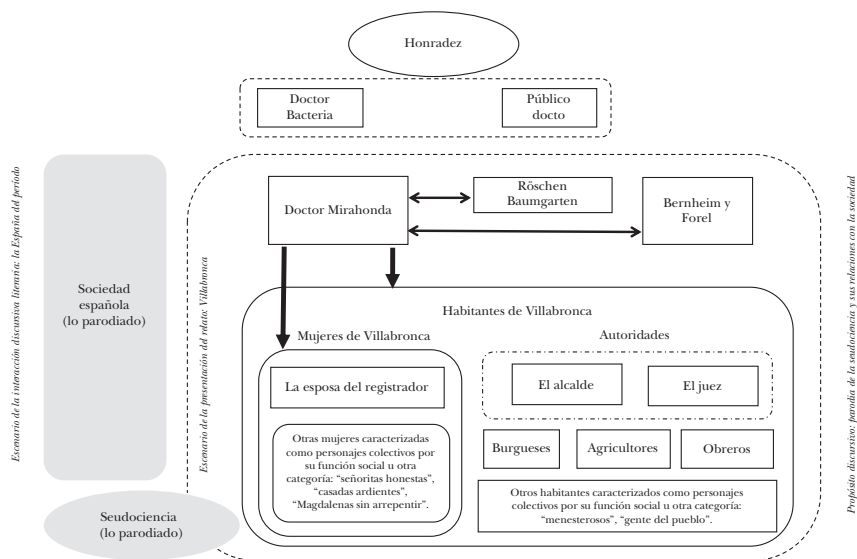 Honradez
Doctor
Bacteria
Público
docto
Escenario de la interacción discursiva literaria: la España del período
Sociedad
española
(lo parodiado)
Seudociencia
(lo parodiado)
Escenario de la presentación del relato: Villabronca
Doctor Mirahonda
Röschen
Baumgarten
Bernheim y
Forel
Habitantes de Villabronca
Mujeres de Villabronca
La esposa del registrador
Otras mujeres caracterizadas
como personajes colectivos por
su función social u otra
categoría: “señoritas honestas”,
“casadas ardientes”,
“Magdalenas sin arrepentir”.
Autoridades
El alcalde
El juez
Burgueses
Agricultores
Obreros
Otros habitantes caracterizados como personajes
colectivos por su función social u otra categoría:
“menesterosos”, “gente del pueblo”.
Propósito discursivo: parodia de la seudociencia y sus relaciones con la sociedad